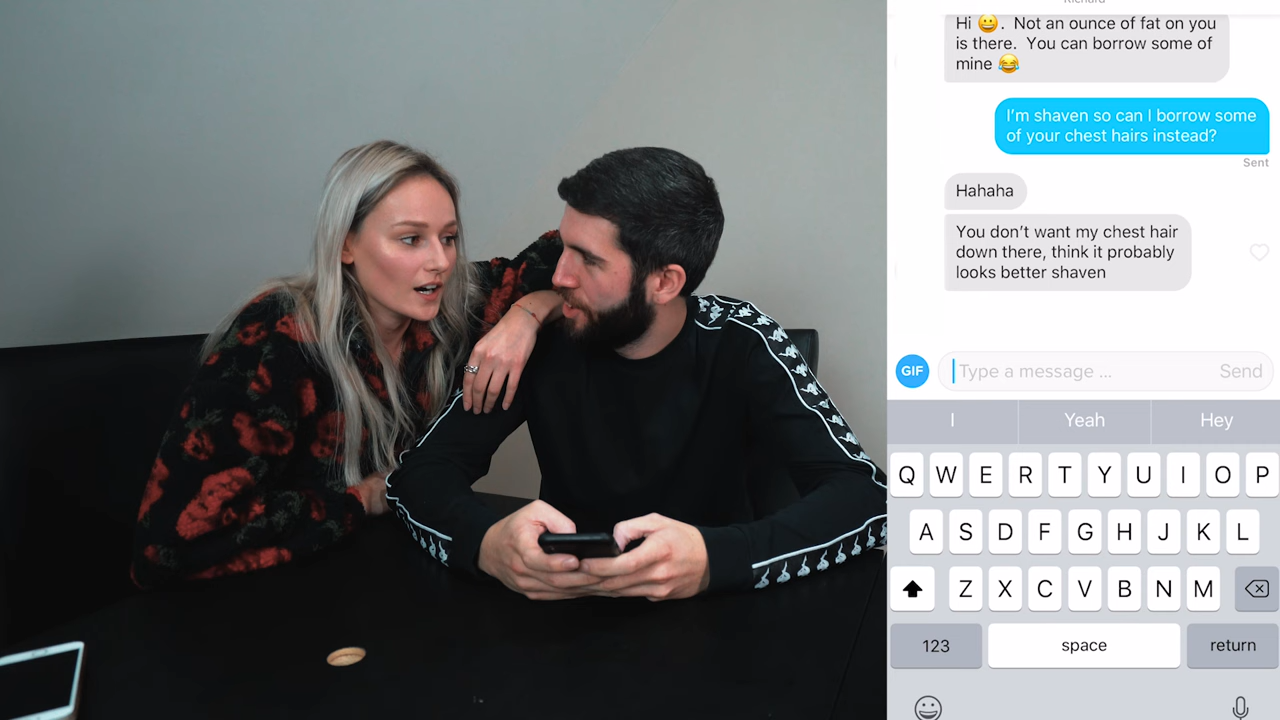 Richard
Hi 😀. Not an ounce of fat on you
is there. You can borrow some of
mine 😂
I'm shaven so can I borrow some
of your chest hairs instead?
Sent
Hahaha
You don't want my chest hair
down there, think it probably
looks better shaven
GIF
Type a message ...
Send
I
Yeah
Hey
Q W E R T Y U I O P
A S D F G H J K L
Z X C V B N M
123
space
return